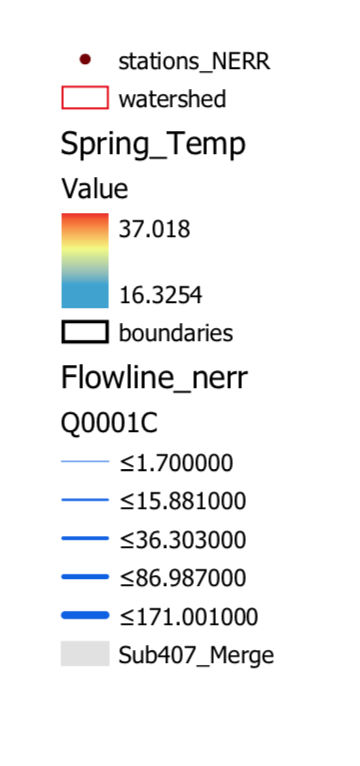 stations_NERR
watershed
Spring_Temp
Value
37.018
16.3254
boundaries
Flowline_nerr
Q0001C
≤1.700000
≤15.881000
≤36.303000
≤86.987000
≤171.001000
Sub407_Merge